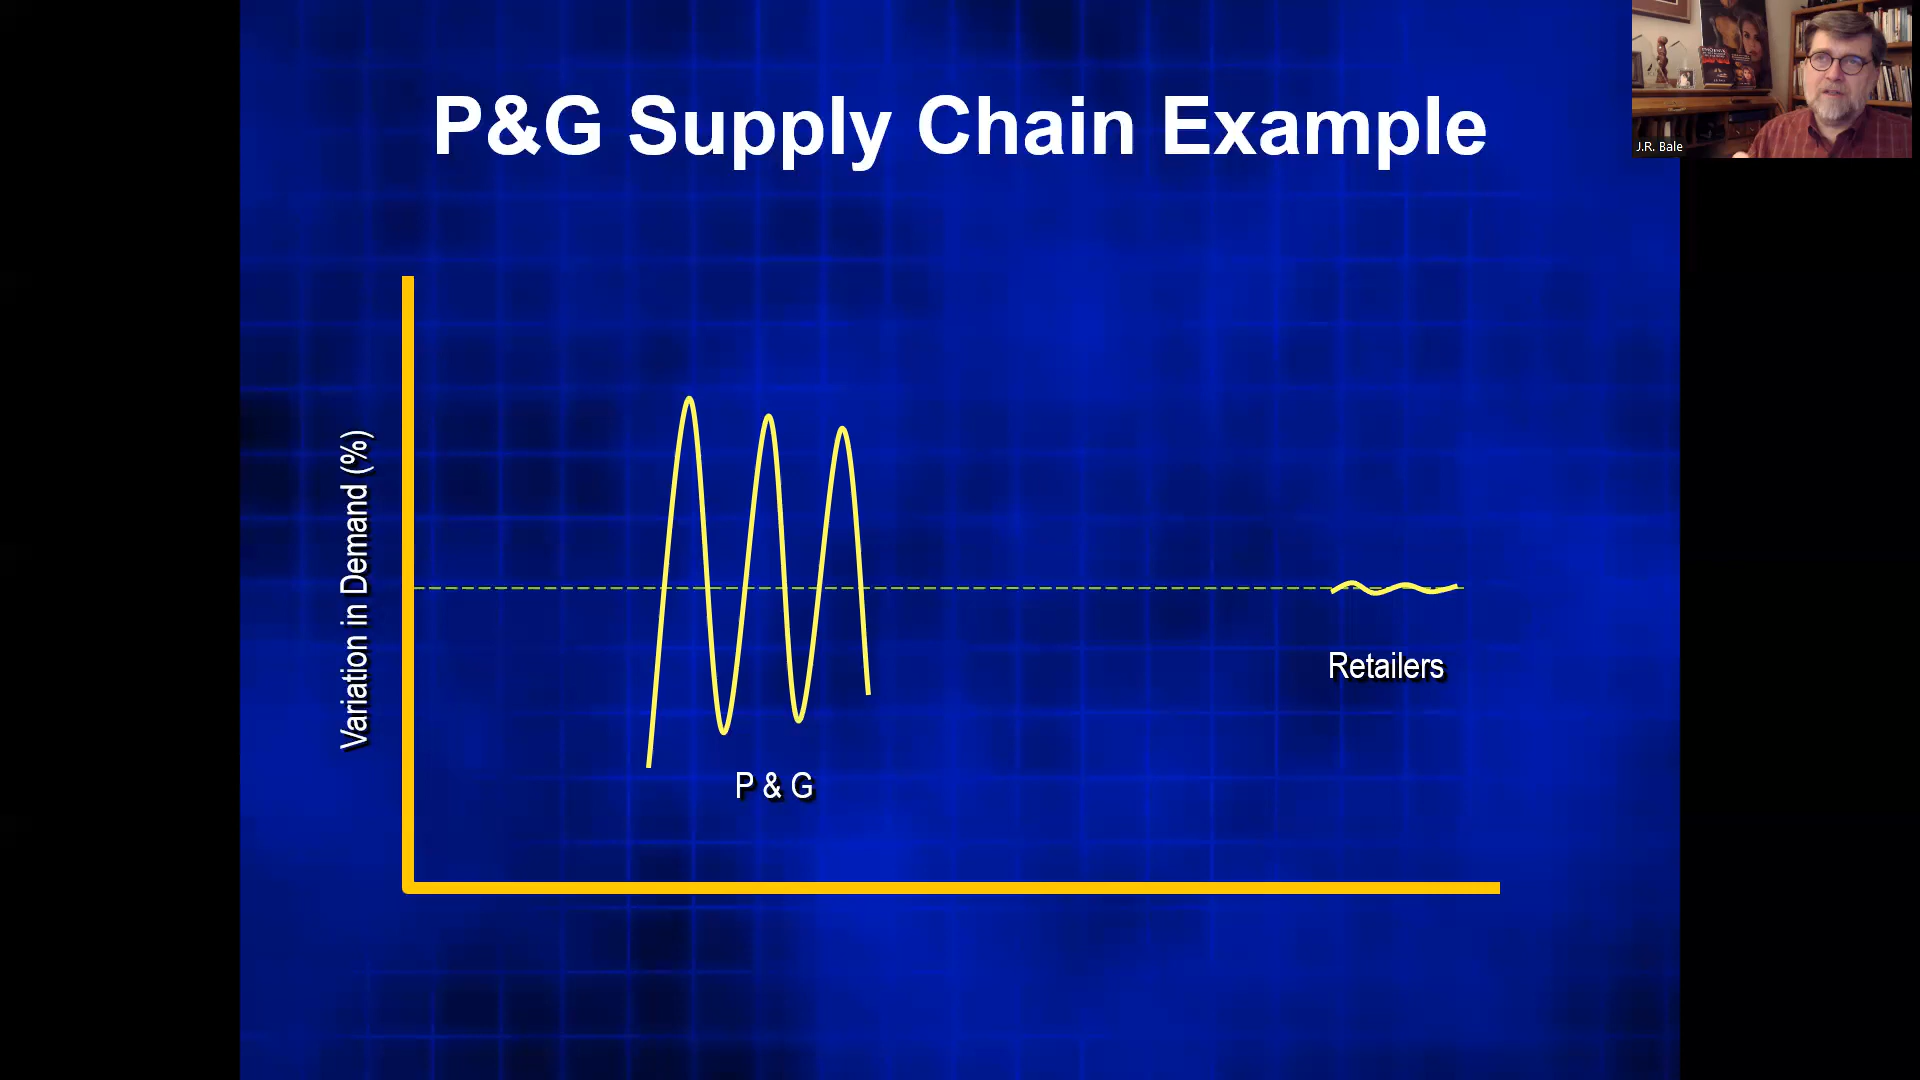 P&G Supply Chain Example
J.R. Bale
Variation in Demand (%)
Retailers
P & G